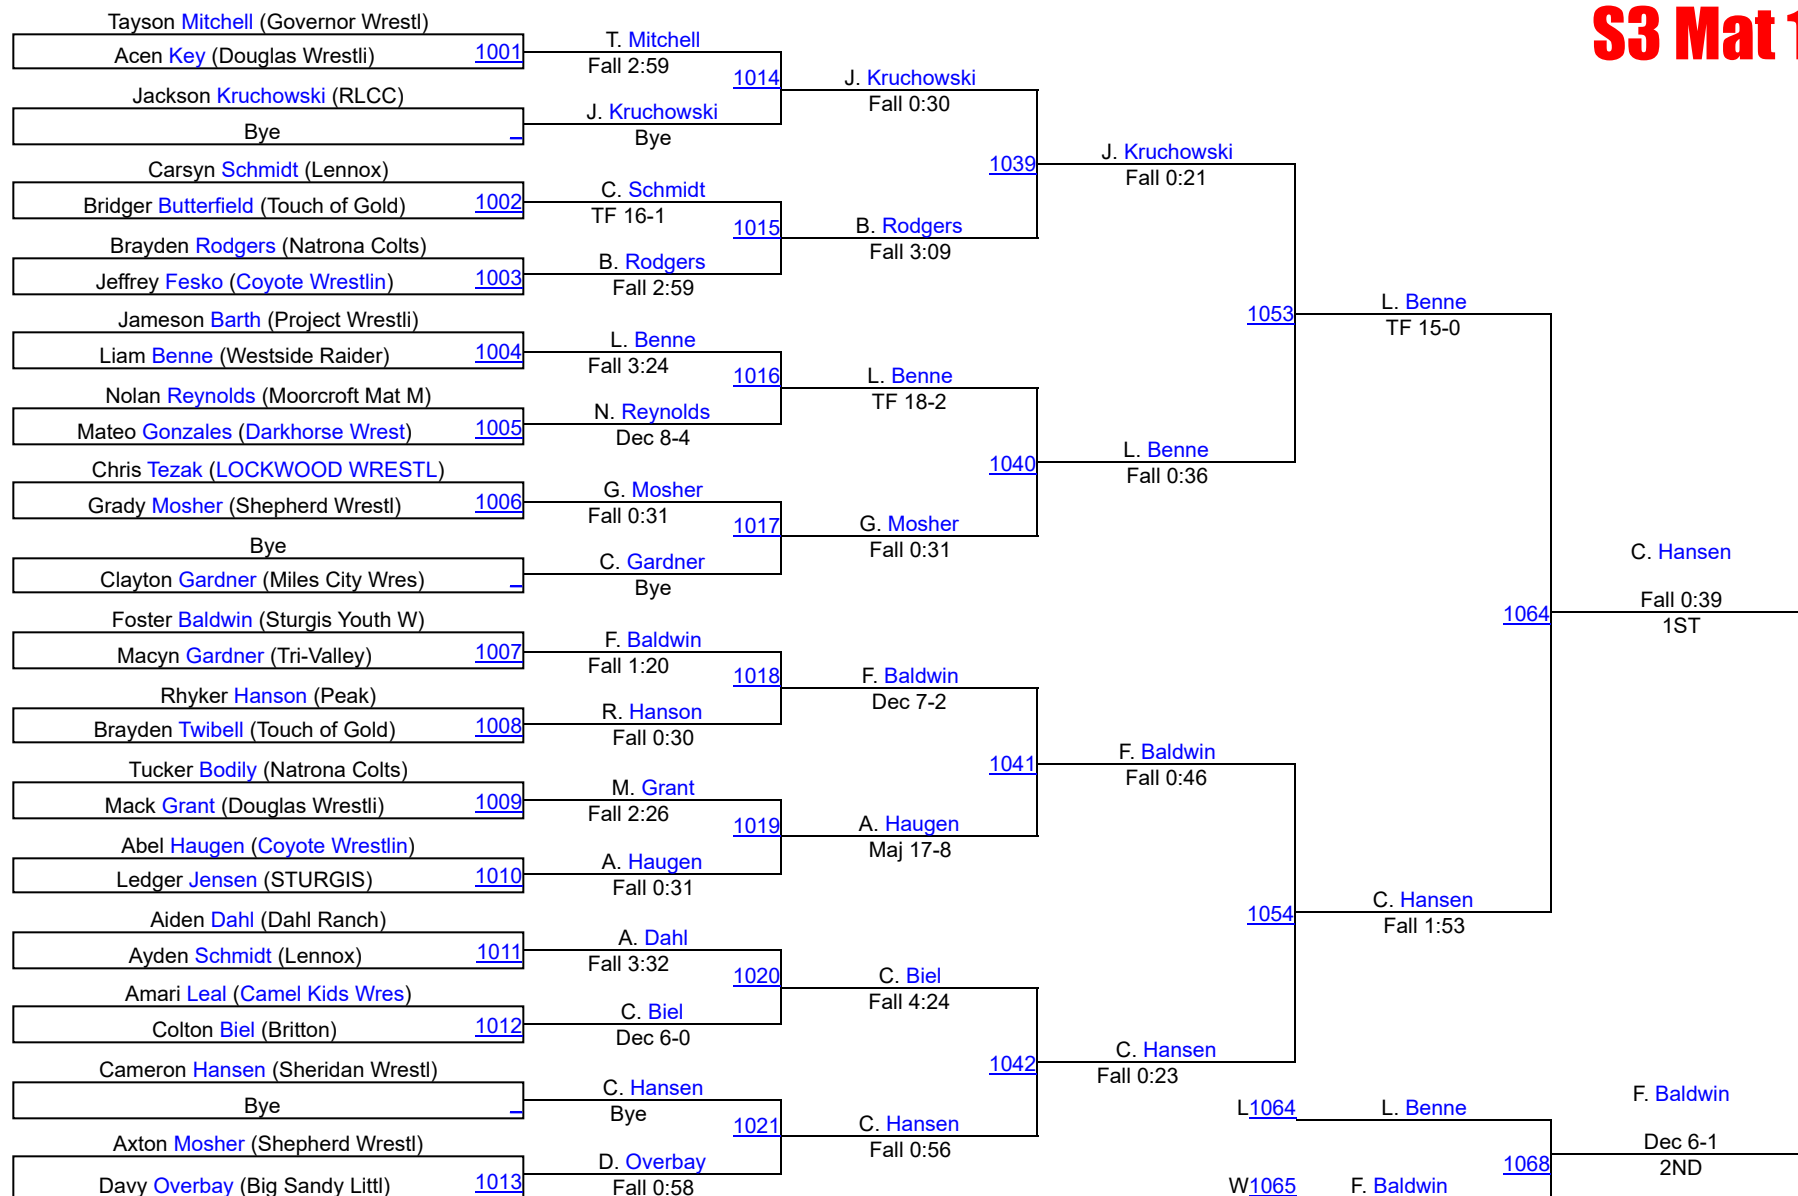 S3 Mat 1
Tayson Mitchell (Governor Wrestl)
Acen Key (Douglas Wrestli) 1001
Jackson Kruchowski (RLCC)
Bye
Carsyn Schmidt (Lennox)
Bridger Butterfield (Touch of Gold) 1002
Brayden Rodgers (Natrona Colts)
Jeffrey Fesko (Coyote Wrestlin) 1003
Jameson Barth (Project Wrestli)
Liam Benne (Westside Raider) 1004
Nolan Reynolds (Moorcroft Mat M)
Mateo Gonzales (Darkhorse Wrest) 1005
Chris Tezak (LOCKWOOD WRESTL)
Grady Mosher (Shepherd Wrestl) 1006
Bye
Clayton Gardner (Miles City Wres)
Foster Baldwin (Sturgis Youth W)
Macyn Gardner (Tri-Valley) 1007
Rhyker Hanson (Peak)
Brayden Twibell (Touch of Gold) 1008
Tucker Bodily (Natrona Colts)
Mack Grant (Douglas Wrestli) 1009
Abel Haugen (Coyote Wrestlin)
Ledger Jensen (STURGIS) 1010
Aiden Dahl (Dahl Ranch)
Ayden Schmidt (Lennox) 1011
Amari Leal (Camel Kids Wres)
Colton Biel (Britton) 1012
Cameron Hansen (Sheridan Wrestl)
Bye
Axton Mosher (Shepherd Wrestl)
Davy Overbay (Big Sandy Littl) 1013
T. Mitchell
Fall 2:59
1014
J. Kruchowski
Bye
C. Schmidt
TF 16-1
1015
B. Rodgers
Fall 2:59
L. Benne
Fall 3:24
1016
N. Reynolds
Dec 8-4
G. Mosher
Fall 0:31
1017
C. Gardner
Bye
F. Baldwin
Fall 1:20
1018
R. Hanson
Fall 0:30
M. Grant
Fall 2:26
1019
A. Haugen
Fall 0:31
A. Dahl
Fall 3:32
1020
C. Biel
Dec 6-0
C. Hansen
Bye
1021
D. Overbay
Fall 0:58
J. Kruchowski
Fall 0:30
1039
B. Rodgers
Fall 3:09
L. Benne
TF 18-2
1040
G. Mosher
Fall 0:31
F. Baldwin
Dec 7-2
1041
A. Haugen
Maj 17-8
C. Biel
Fall 4:24
1042
C. Hansen
Fall 0:56
J. Kruchowski
Fall 0:21
1053
L. Benne
Fall 0:36
F. Baldwin
Fall 0:46
1054
C. Hansen
Fall 0:23
L. Benne
TF 15-0
1064
C. Hansen
Fall 1:53
C. Hansen
Fall 0:39
1ST
L1064 L. Benne
1068
W1065 F. Baldwin
F. Baldwin
Dec 6-1
2ND